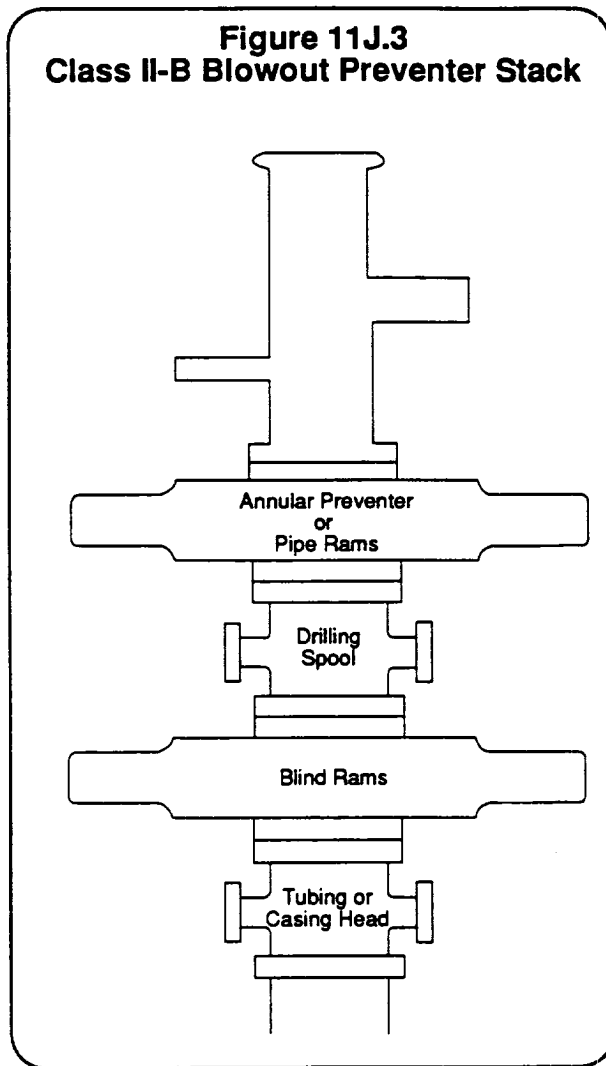 Figure 11J.3
Class II-B Blowout Preventer Stack
Annular Preventer
or
Pipe Rams
Drilling
Spool
Blind Rams
Tubing or
Casing Head